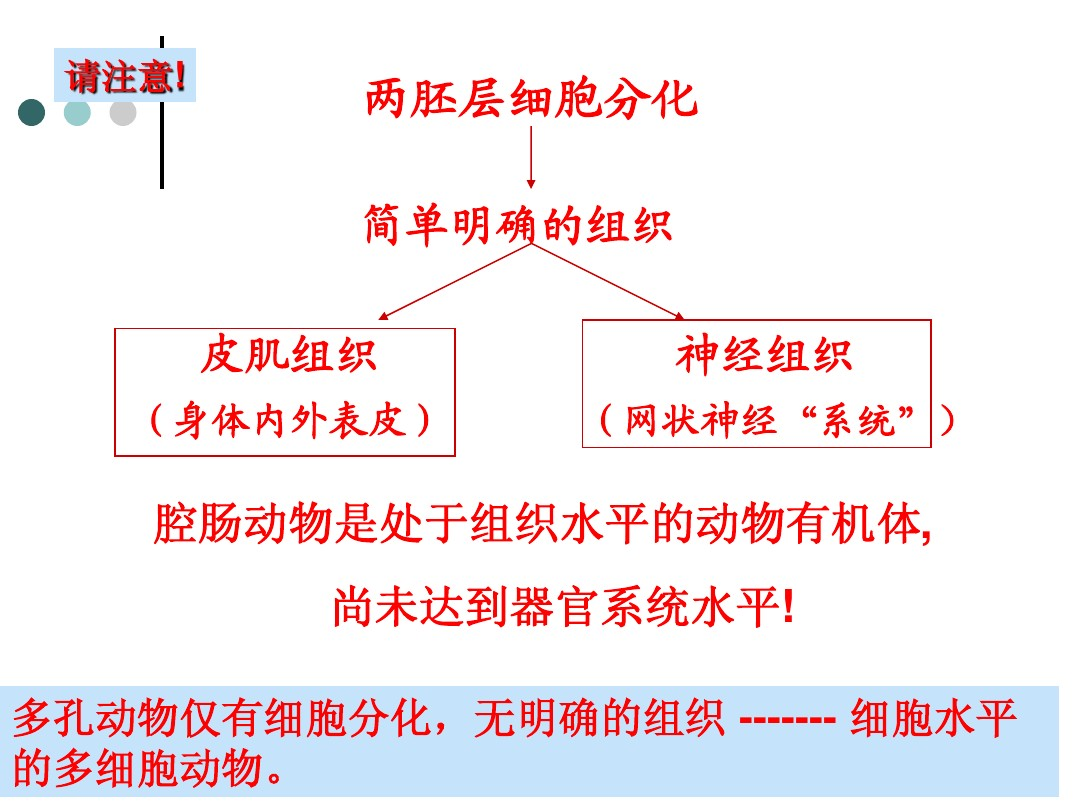 请注意!
两胚层细胞分化
简单明确的组织
皮肌组织
（身体内外表皮）
神经组织
（网状神经“系统”）
腔肠动物是处于组织水平的动物有机体,
尚未达到器官系统水平!
多孔动物仅有细胞分化，无明确的组织 ------- 细胞水平
的多细胞动物。